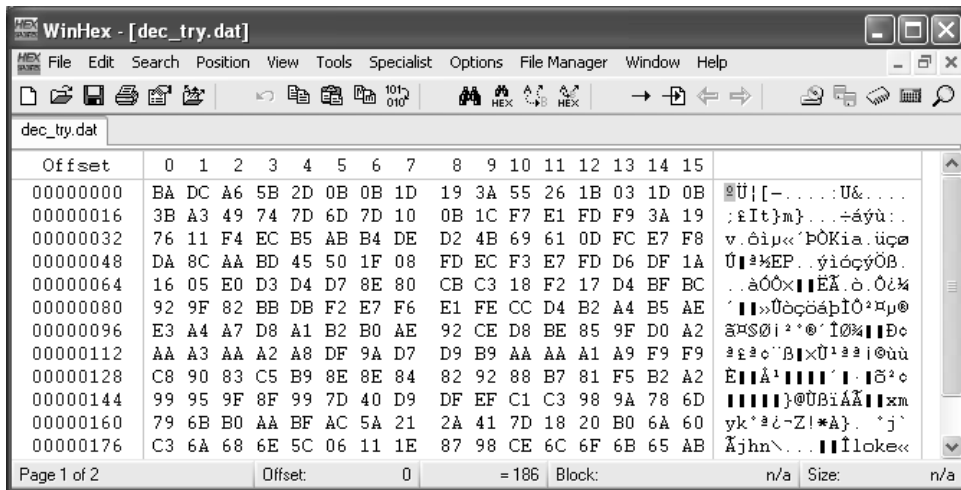 WinHex - [dec_try.dat]
File Edit Search Position View Tools Specialist Options File Manager Window Help
dec_try.dat
Offset 0 1 2 3 4 5 6 7 8 9 10 11 12 13 14 15
00000000 BA DC A6 5B 2D 0B 0B 1D 19 3A 55 26 1B 03 1D 0B ºÜ¦[-....:U&....
00000016 3B A3 49 74 7D 6D 7D 10 0B 1C F7 E1 FD F9 3A 19 ;£It}m}...÷áýù:.
00000032 76 11 F4 EC B5 AB B4 DE D2 4B 69 61 0D FC E7 F8 v.ôìµ«´ÞÒKia.üçø
00000048 DA 8C AA BD 45 50 1F 08 FD EC F3 E7 FD D6 DF 1A
00000064 16 05 E0 D3 D4 D7 8E 80 CB C3 18 F2 17 D4 BF BC
00000080 92 9F 82 BB DB F2 E7 F6 E1 FE CC D4 B2 A4 B5 AE
00000096 E3 A4 A7 D8 A1 B2 B0 AE 92 CE D8 BE 85 9F D0 A2
00000112 AA A3 AA A2 A8 DF 9A D7 D9 B9 AA AA A1 A9 F9 F9
00000128 C8 90 83 C5 B9 8E 8E 84 82 92 88 B7 81 F5 B2 A2
00000144 99 95 9F 8F 99 7D 40 D9 DF EF C1 C3 98 9A 78 6D
00000160 79 6B B0 AA BF AC 5A 21 2A 41 7D 18 20 B0 6A 60 yk°ª¿¬Z!*A}. °j`
00000176 C3 6A 68 6E 5C 06 11 1E 87 98 CE 6C 6F 6B 65 AB
Page 1 of 2 Offset: 0 = 186 Block: n/a Size: n/a